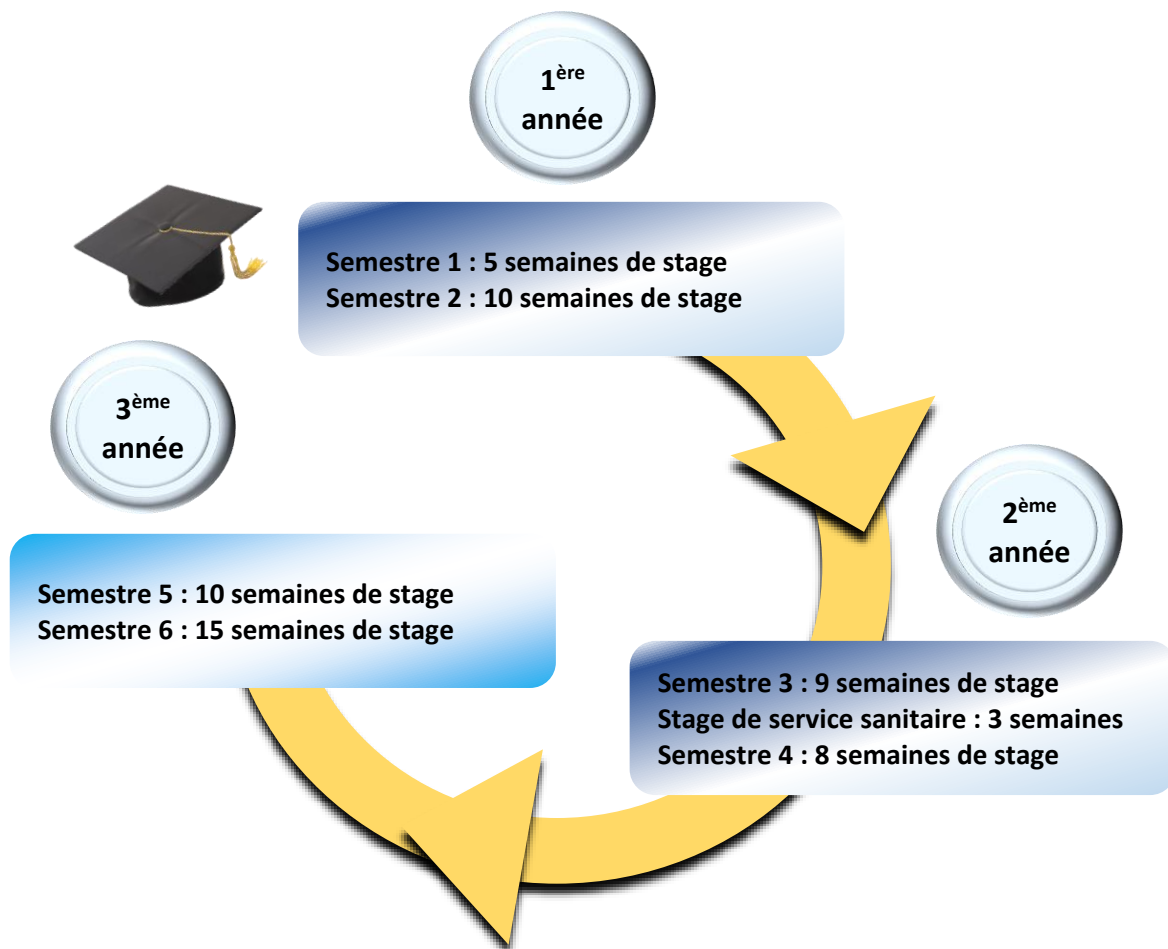 1ère
année
Semestre 1 : 5 semaines de stage
Semestre 2 : 10 semaines de stage
2ème
année
Semestre 3 : 9 semaines de stage
Stage de service sanitaire : 3 semaines
Semestre 4 : 8 semaines de stage
3ème
année
Semestre 5 : 10 semaines de stage
Semestre 6 : 15 semaines de stage